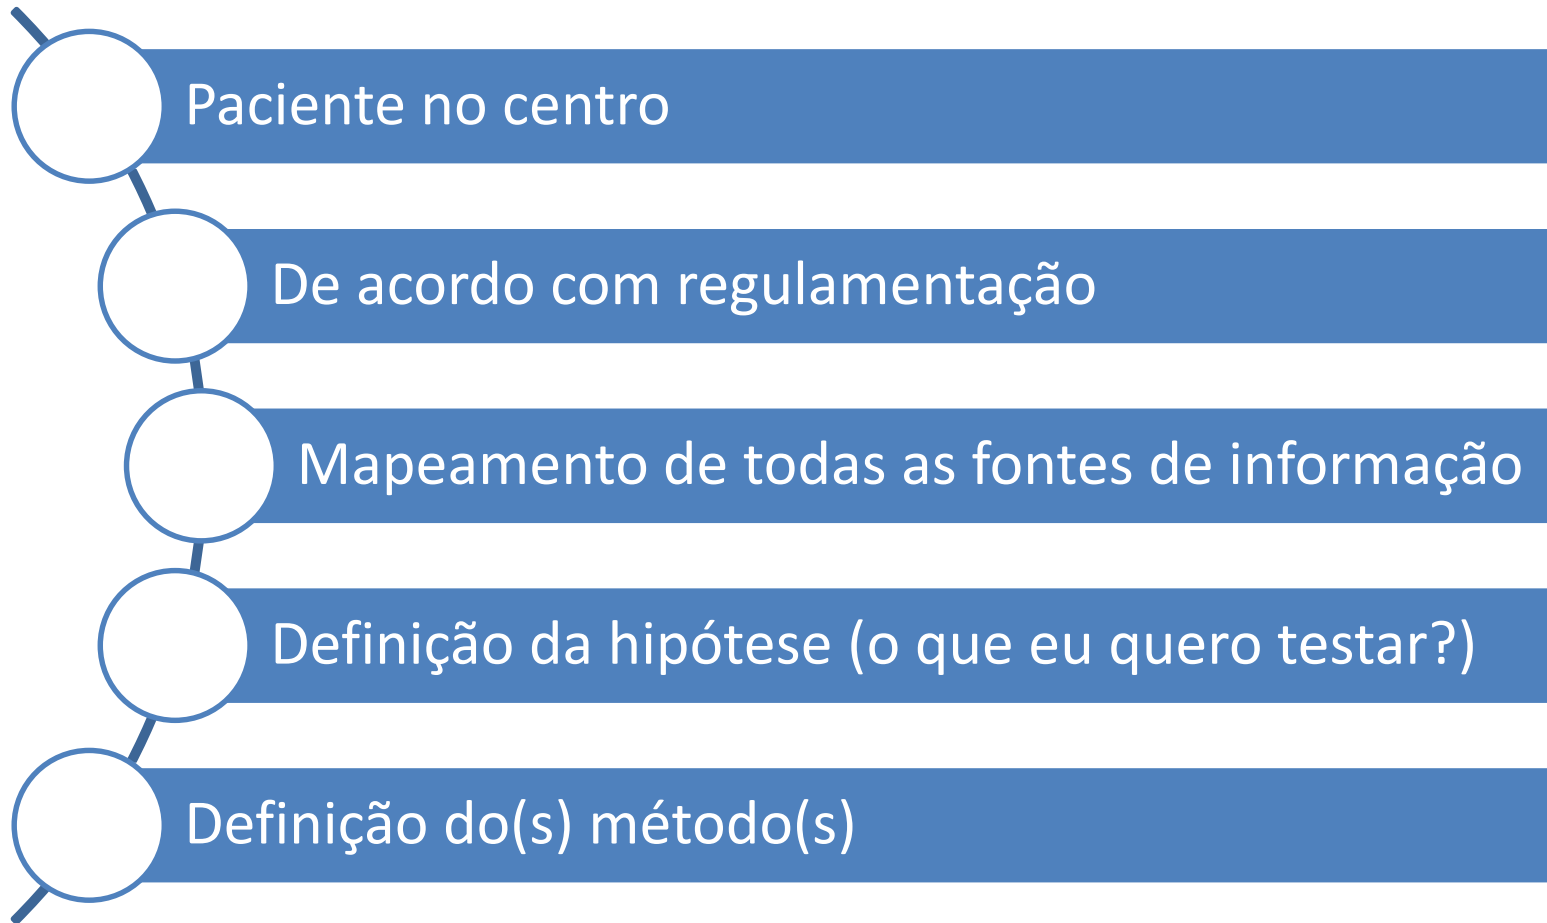 Paciente no centro
De acordo com regulamentação
Mapeamento de todas as fontes de informação
Definição da hipótese (o que eu quero testar?)
Definição do(s) método(s)